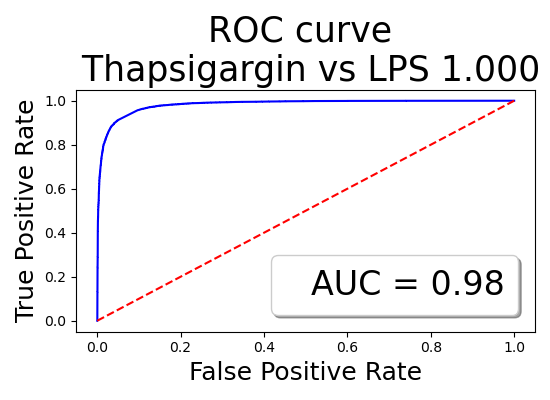 ROC curve
Thapsigargin vs LPS 1.000
True Positive Rate
1.0
0.8
0.6
0.4
0.2
0.0
AUC = 0.98
0.0 0.2 0.4 0.6 0.8 1.0
False Positive Rate